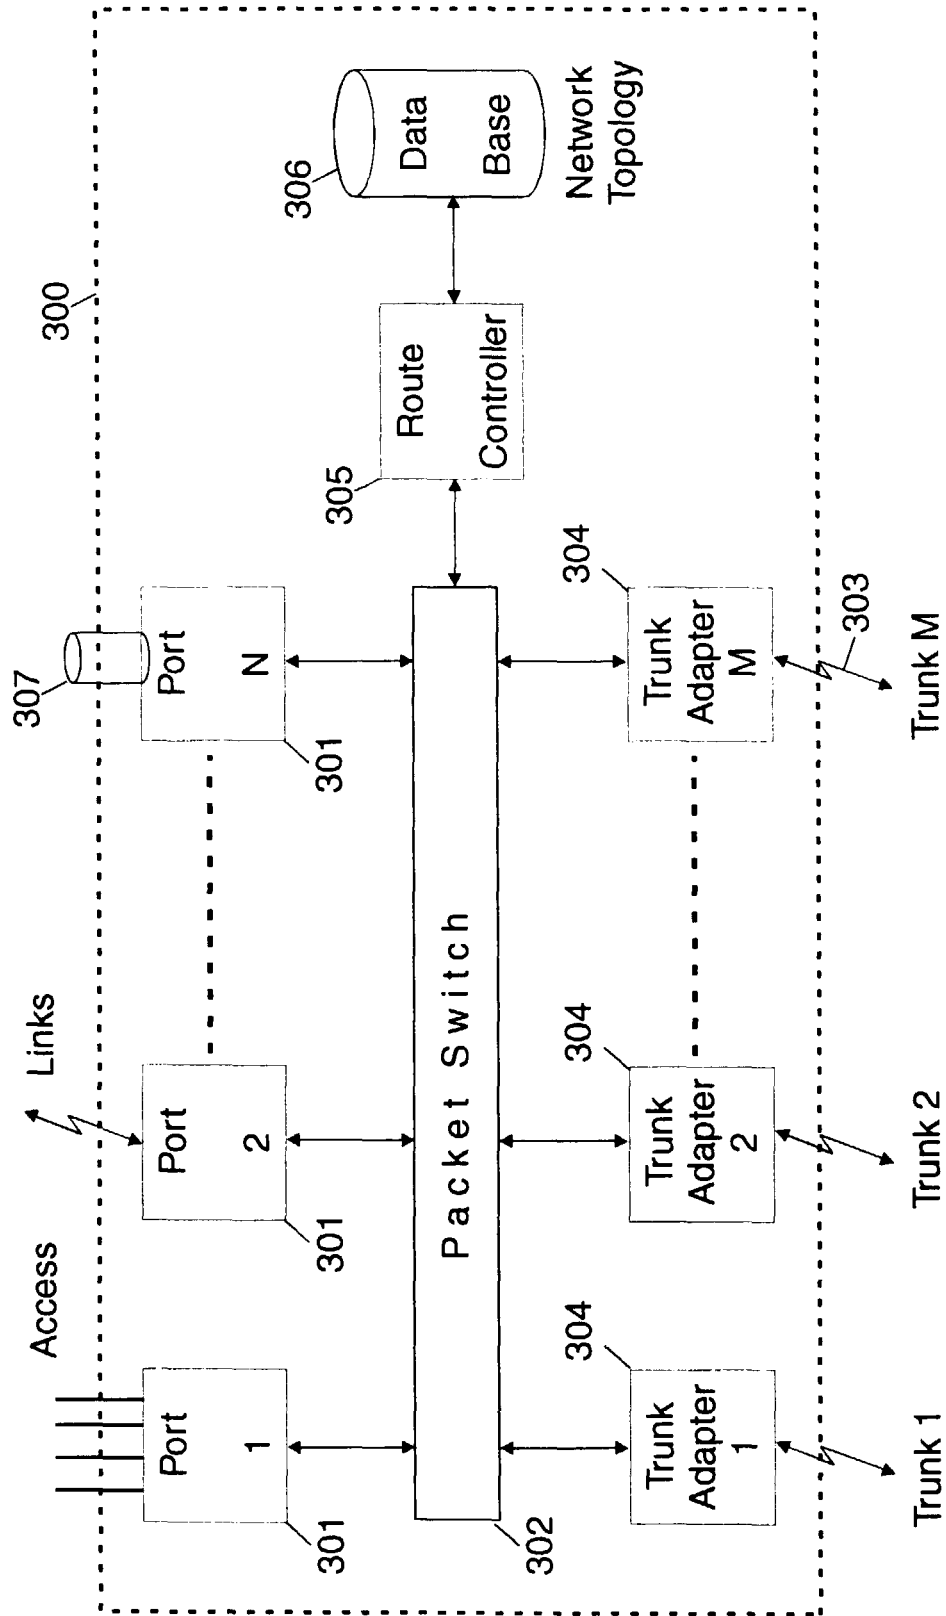 Access
Links
307
300
Port
1
301
Port
2
301
Port
N
301
306
Data
Base
Network
Topology
305
Route
Controller
Packet Switch
302
304
Trunk
Adapter
1
304
Trunk
Adapter
2
304
Trunk
Adapter
M
303
Trunk 1
Trunk 2
Trunk M